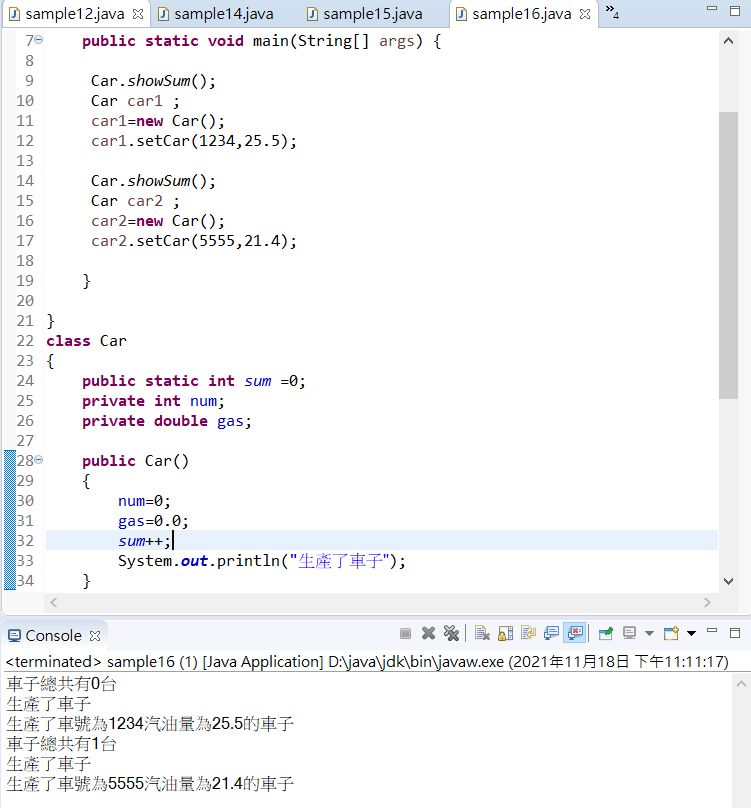 sample12.java sample14.java sample15.java sample16.java »4
7 public static void main(String[] args) {
8
9 Car.showSum();
10 Car car1 ;
11 car1=new Car();
12 car1.setCar(1234,25.5);
13
14 Car.showSum();
15 Car car2 ;
16 car2=new Car();
17 car2.setCar(5555,21.4);
18
19 }
20
21 }
22 class Car
23 {
24 public static int sum =0;
25 private int num;
26 private double gas;
27
28 public Car()
29 {
30 num=0;
31 gas=0.0;
32 sum++;
33 System.out.println("生產了車子");
34 }
Console
<terminated> sample16 (1) [Java Application] D:\java\jdk\bin\javaw.exe (2021年11月18日 下午11:11:17)
車子總共有0台
生產了車子
生產了車號為1234汽油量為25.5的車子
車子總共有1台
生產了車子
生產了車號為5555汽油量為21.4的車子